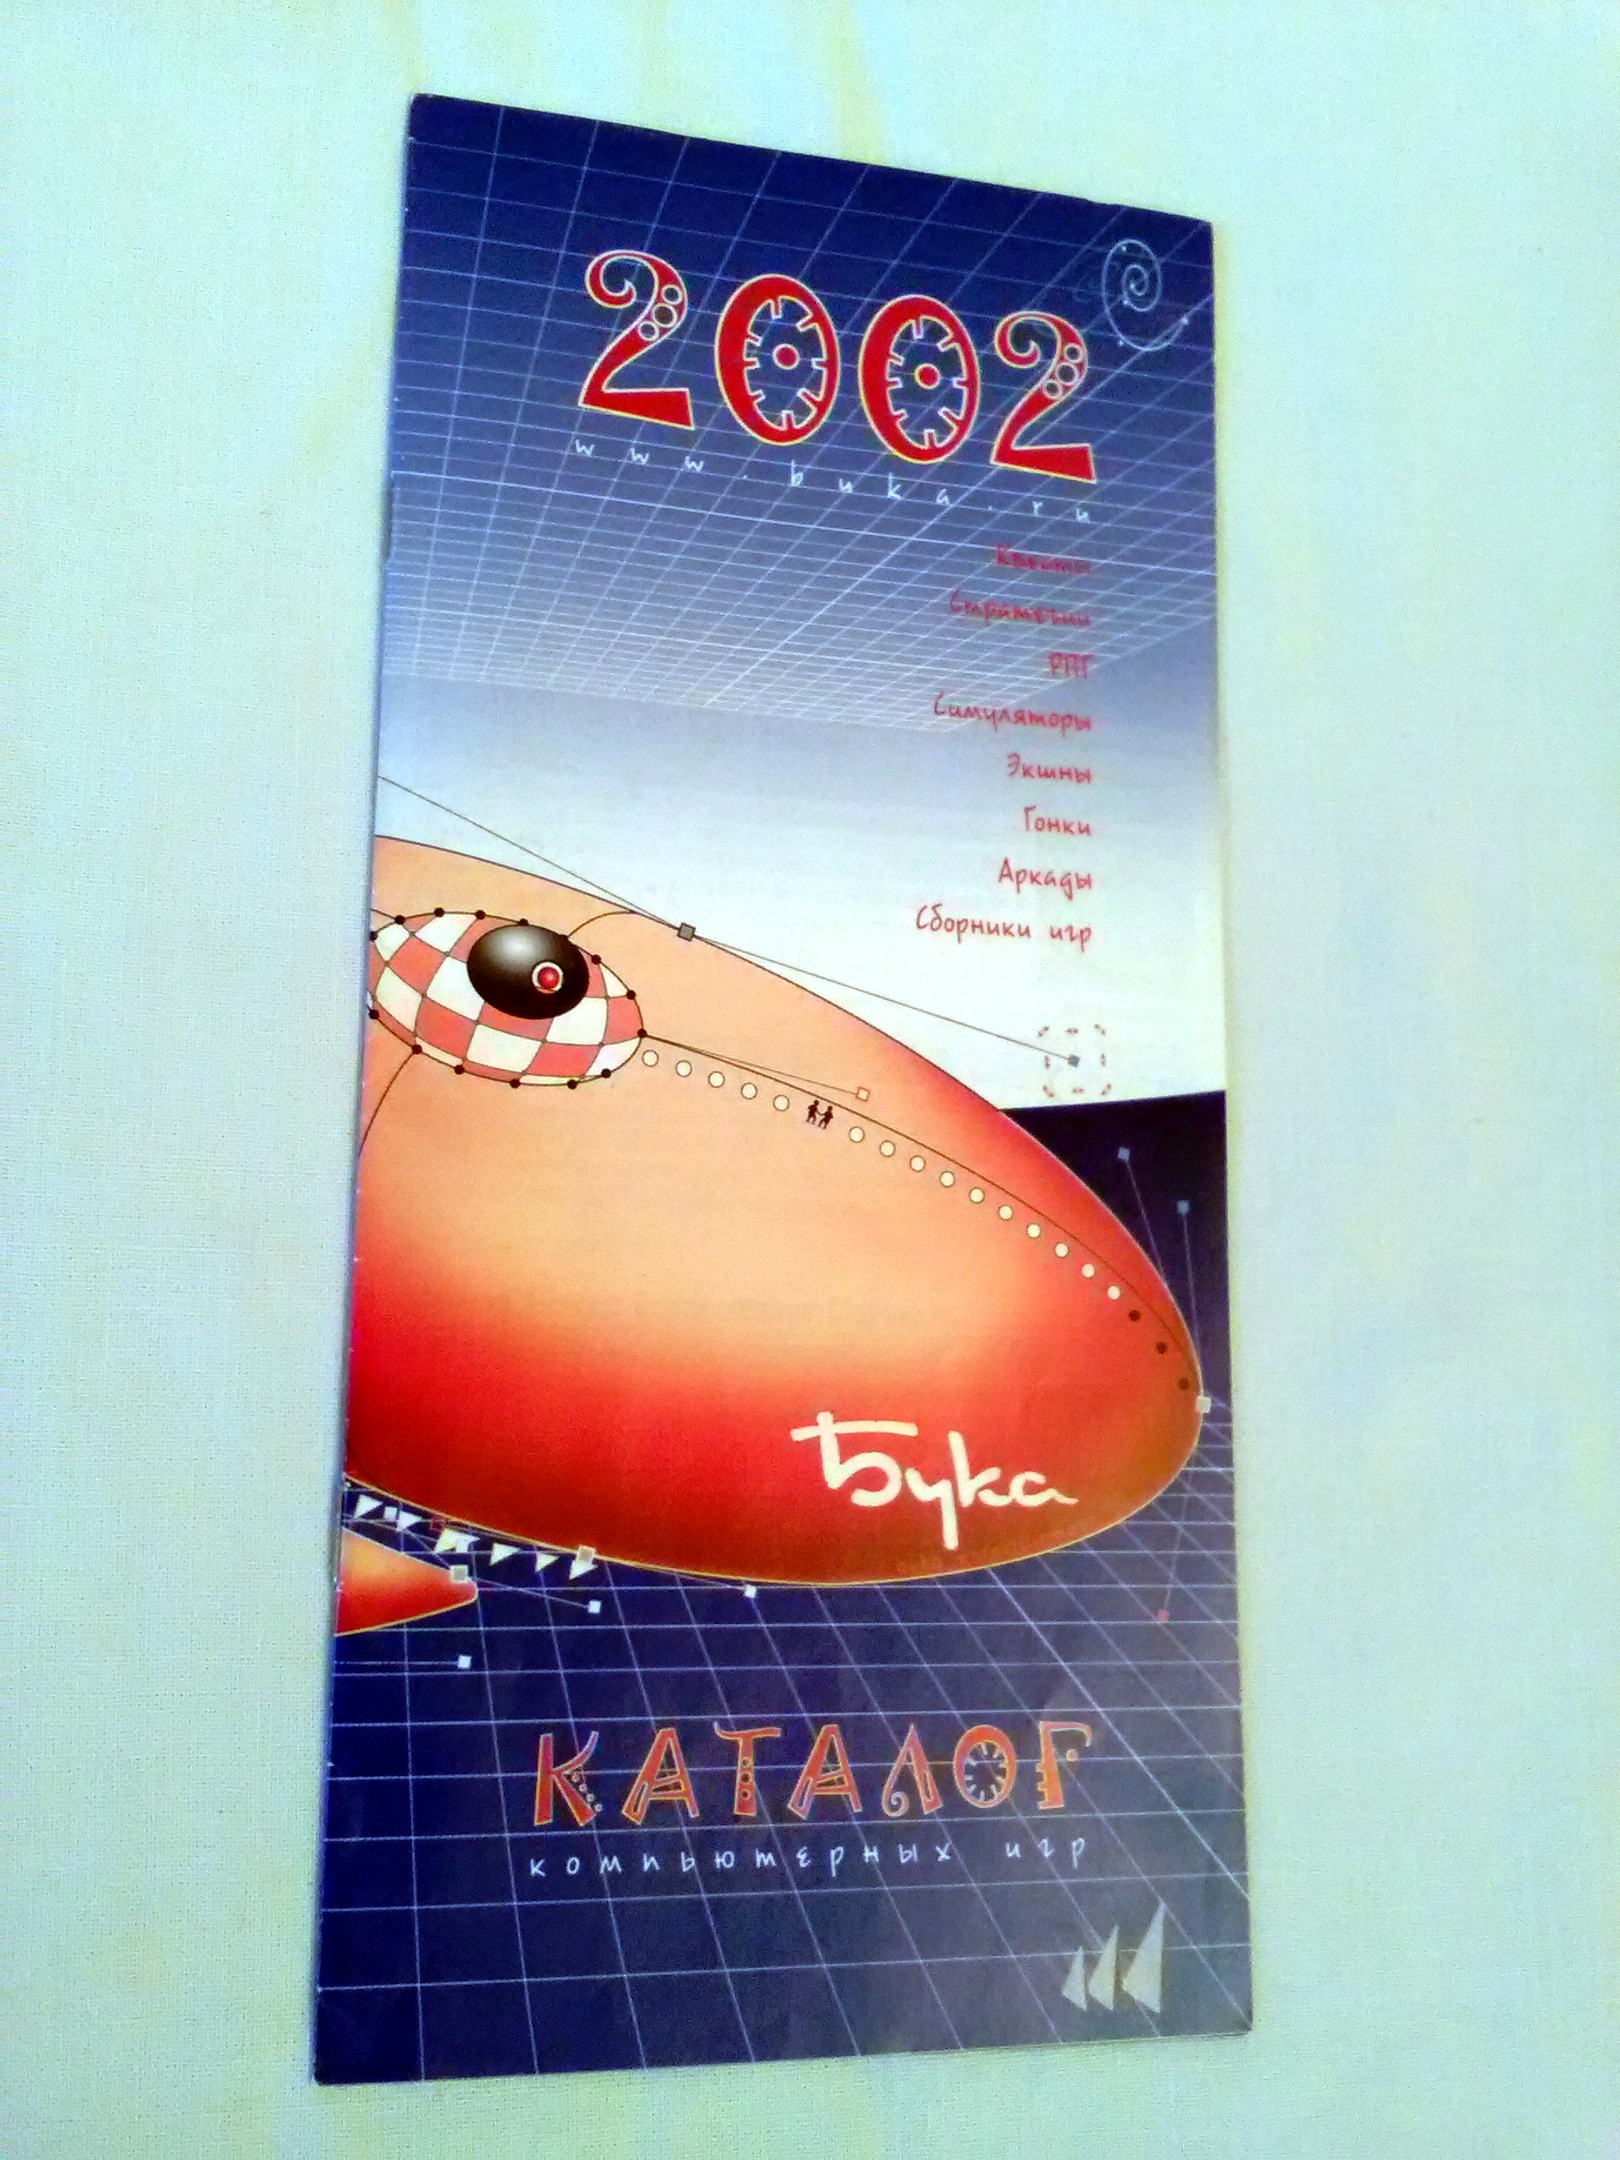 2002
www.buka.ru
Квесты
Стратегии
РПГ
Симуляторы
Экшны
Гонки
Аркады
Сборники игр
Бука
КАТАЛОГ
компьютерных игр